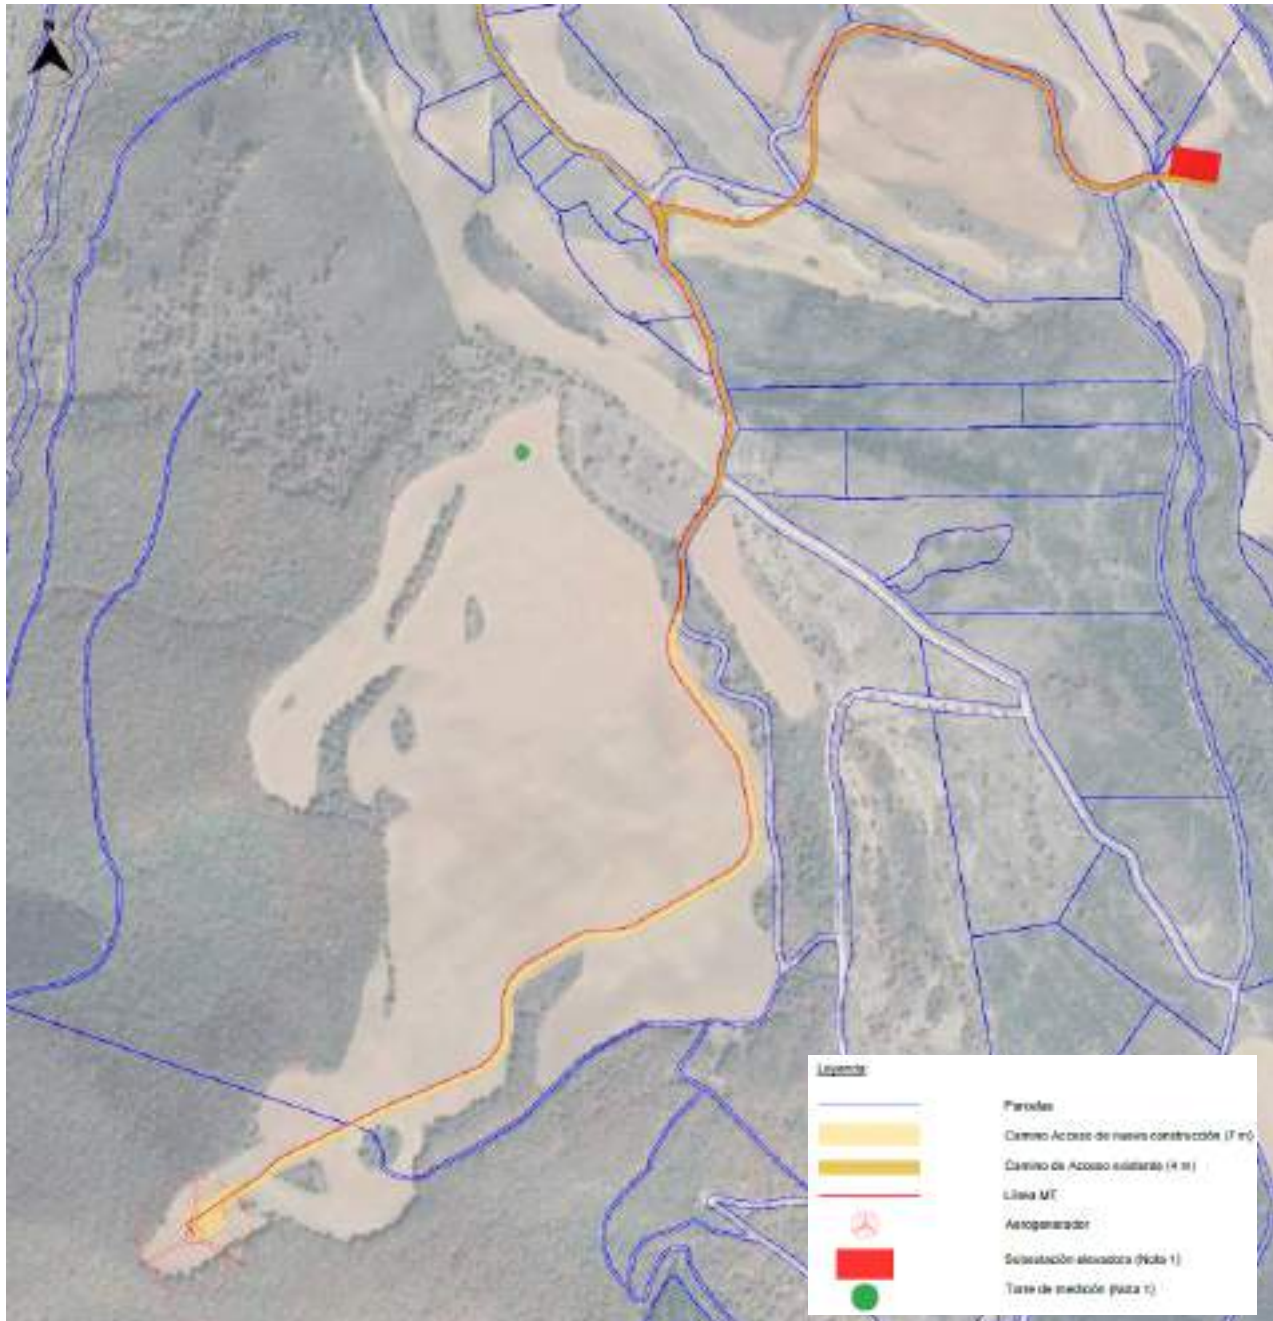 N
Leyenda:
Parcelas
Camino Acceso de nueva construcción (7 m)
Camino de Acceso existente (4 m)
Línea MT
Aerogenerador
Subestación elevadora (Nota 1)
Torre de medición (Nota 1)